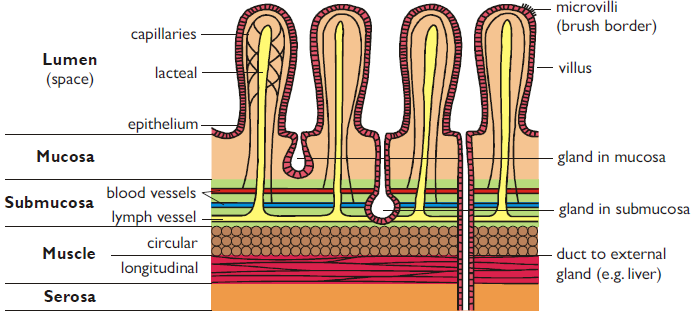 microvilli
(brush border)
capillaries
Lumen
(space)
lacteal
villus
epithelium
Mucosa
gland in mucosa
blood vessels
Submucosa
gland in submucosa
lymph vessel
circular
Muscle
duct to external
gland (e.g. liver)
longitudinal
Serosa